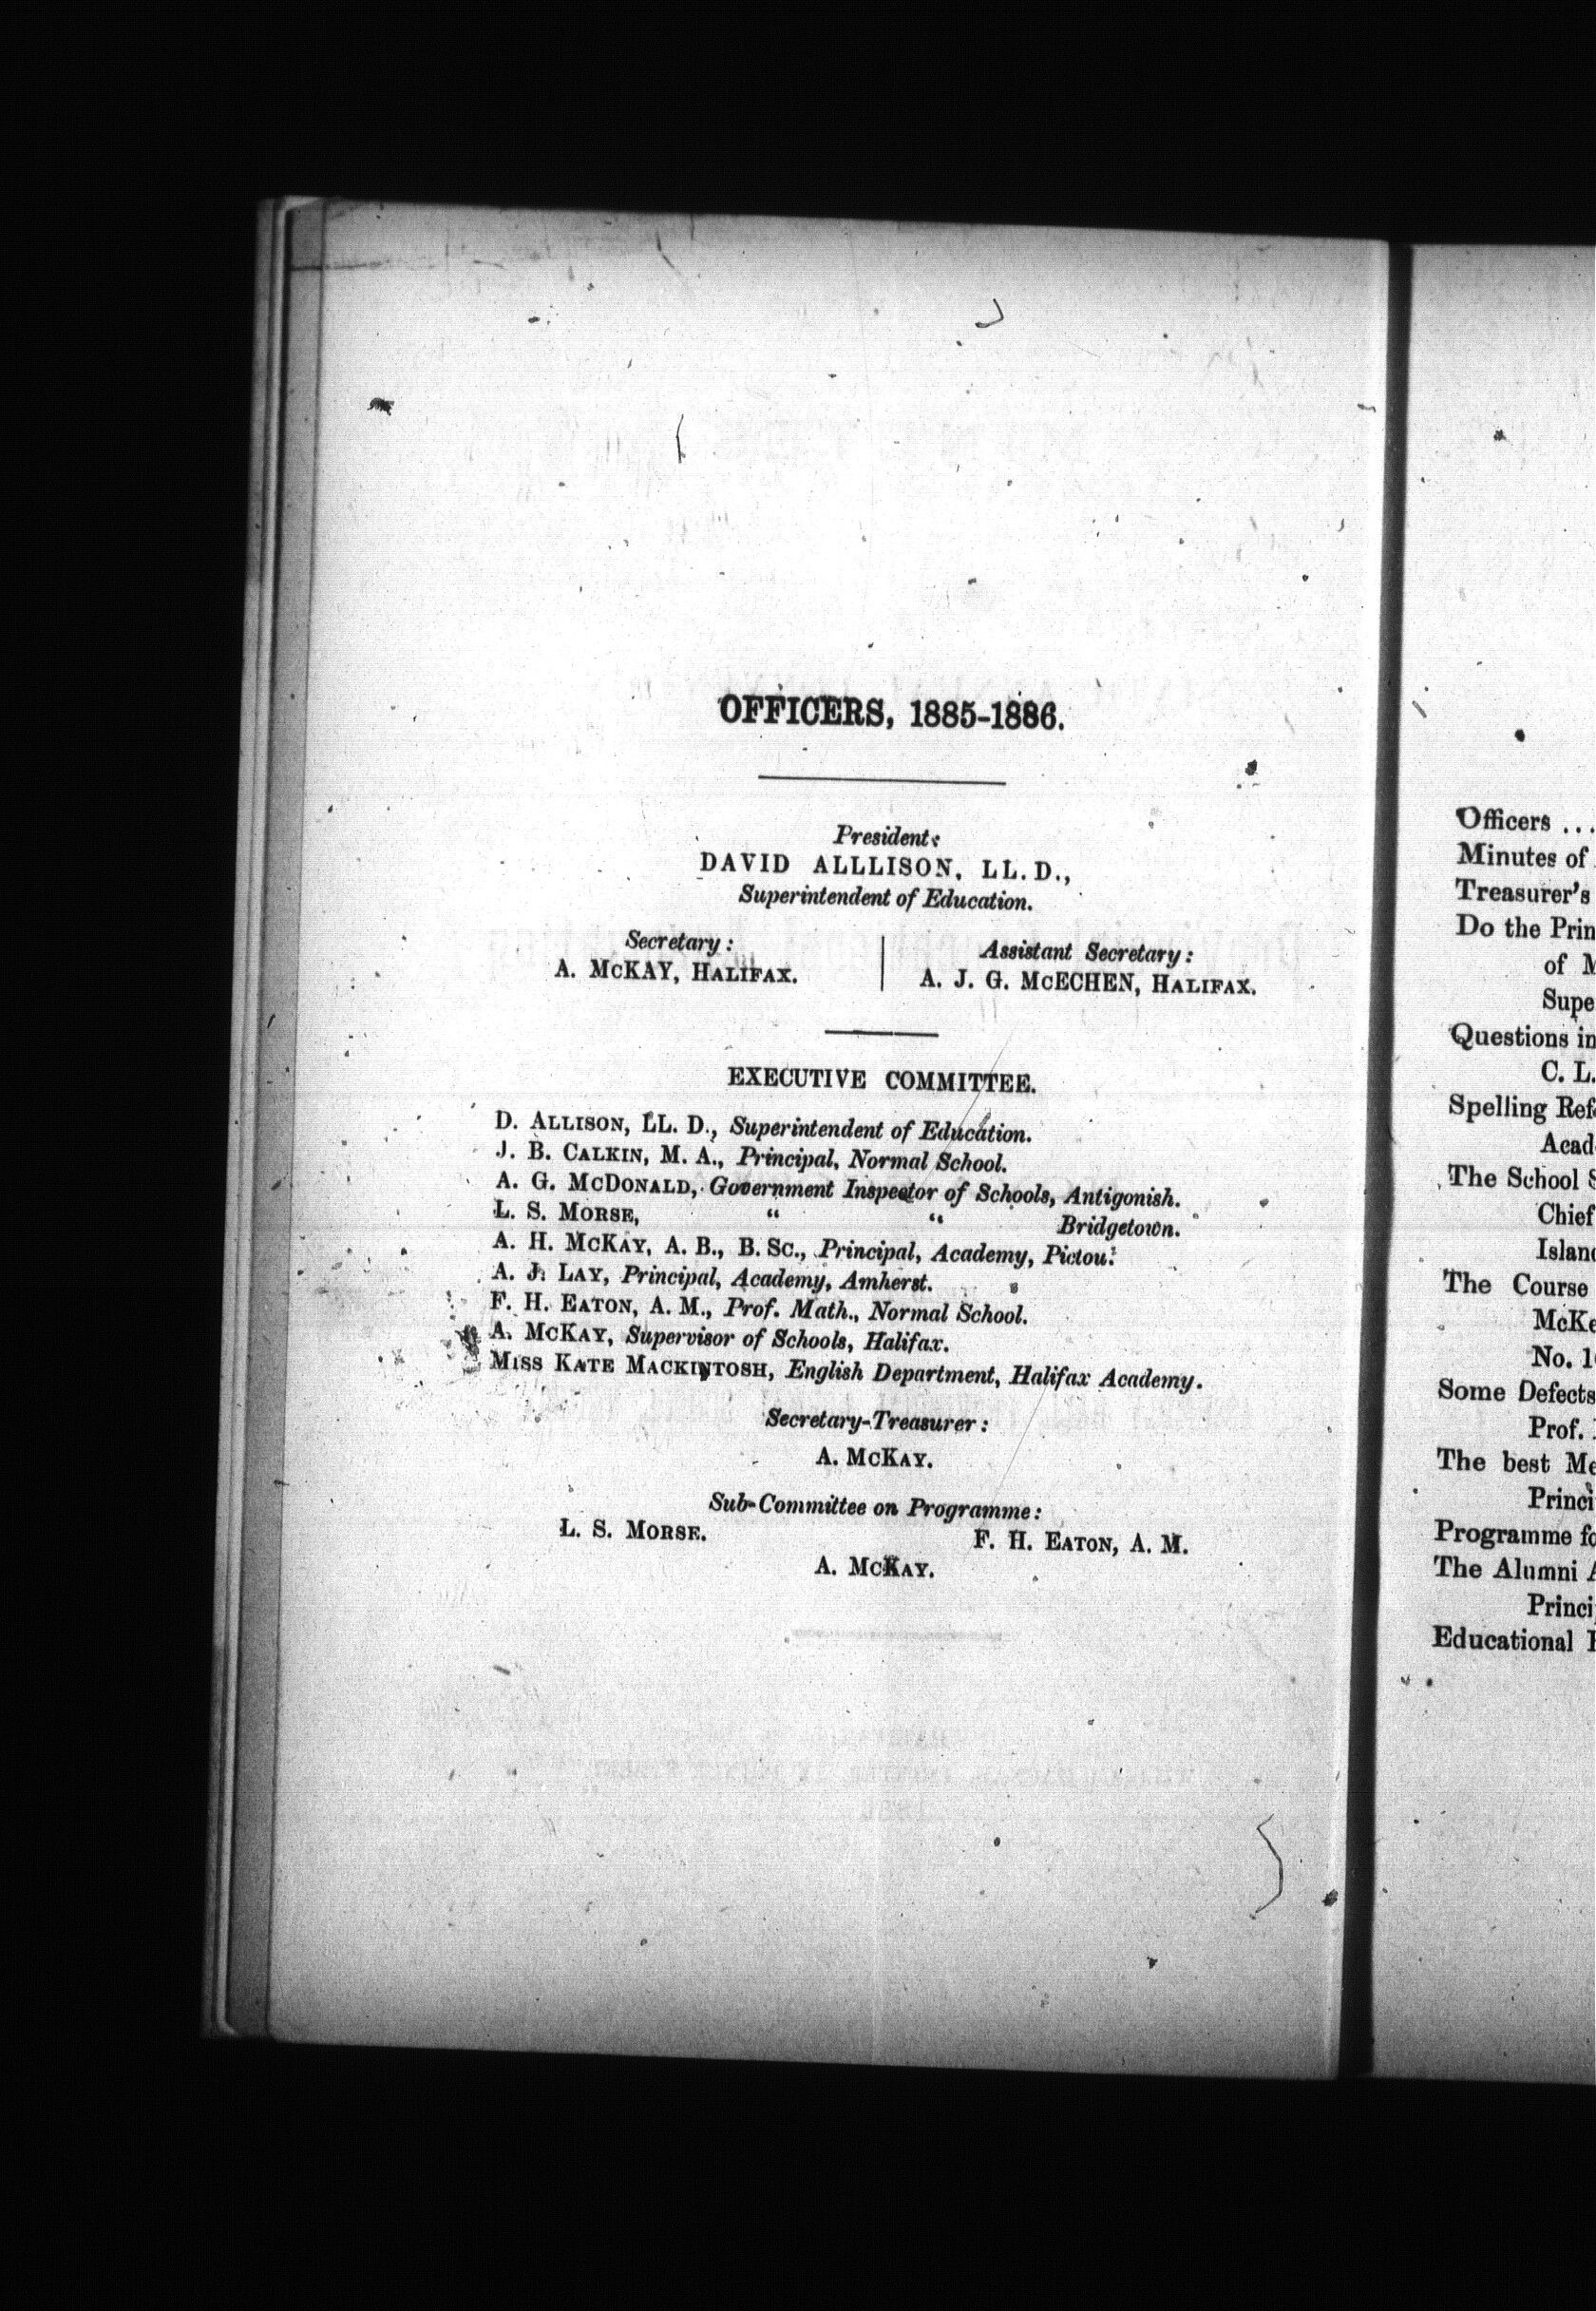 OFFICERS, 1885-1886.
President:
DAVID ALLLISON, LL. D.,
Superintendent of Education.
Secretary:
A. McKAY, HALIFAX.
Assistant Secretary:
A. J. G. McECHEN, HALIFAX.
EXECUTIVE COMMITTEE.
D. ALLISON, LL. D., Superintendent of Education.
J. B. CALKIN, M. A., Principal, Normal School.
A. G. McDONALD, Government Inspector of Schools, Antigonish.
L. S. MORSE, “ “ Bridgetown.
A. H. McKAY, A. B., B. Sc., Principal, Academy, Pictou.
A. J. LAY, Principal, Academy, Amherst.
F. H. EATON, A. M., Prof. Math., Normal School.
A. McKAY, Supervisor of Schools, Halifax.
MISS KATE MACKINTOSH, English Department, Halifax Academy.
Secretary-Treasurer:
A. McKAY.
Sub-Committee on Programme:
L. S. MORSE. F. H. EATON, A. M.
A. McKAY.
Officers ...
Minutes of
Treasurer's
Do the Prin
of M
Supe
Questions in
C. L.
Spelling Ref
Acad
The School S
Chief
Islan
The Course
McKe
No. 1
Some Defects
Prof.
The best Me
Princi
Programme fo
The Alumni A
Princi
Educational